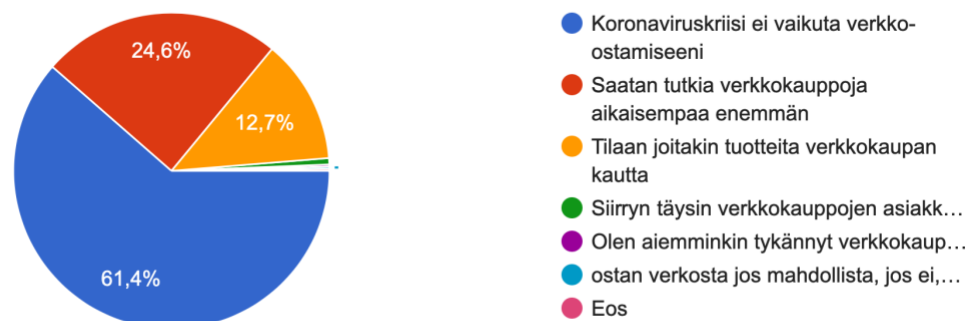 24,6%
12,7%
61,4%
Koronaviruskriisi ei vaikuta verkko-
ostamiseeni
Saatan tutkia verkkokauppoja
aikaisempaa enemmän
Tilaan joitakin tuotteita verkkokaupan
kautta
Siirryn täysin verkkokauppojen asiakk…
Olen aiemminkin tykännyt verkkokaup…
ostan verkosta jos mahdollista, jos ei,…
Eos